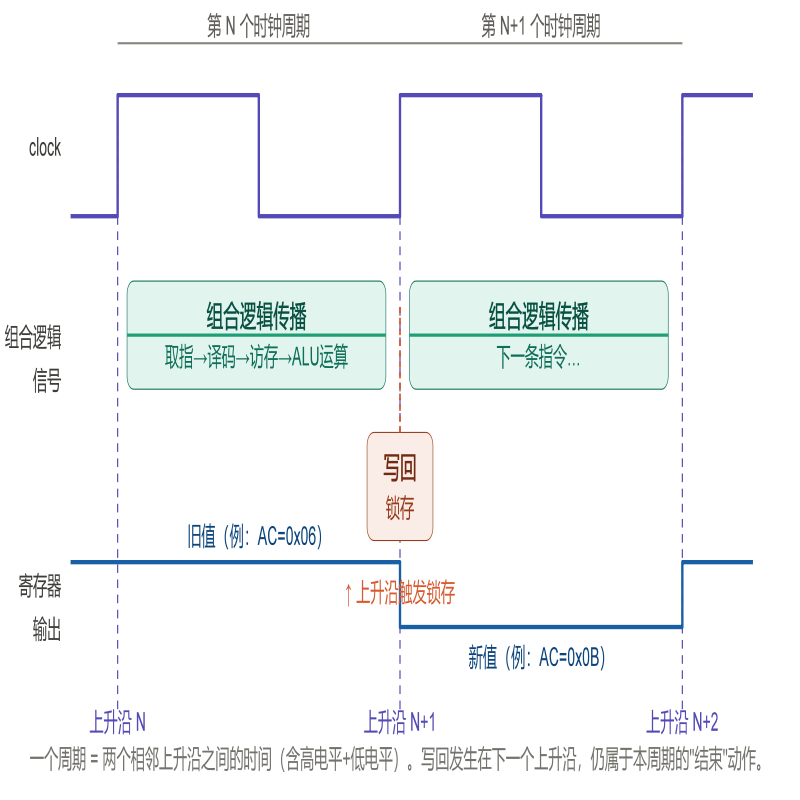 第 N 个时钟周期
第 N+1 个时钟周期
clock
组合逻辑
信号
组合逻辑传播
取指→译码→访存→ALU运算
组合逻辑传播
下一条指令...
写回
锁存
旧值（例：AC=0x06）
寄存器
输出
↑ 上升沿触发锁存
新值（例：AC=0x0B）
上升沿 N
上升沿 N+1
上升沿 N+2
一个周期 = 两个相邻上升沿之间的时间（含高电平+低电平）。写回发生在下一个上升沿，仍属于本周期的"结束"动作。